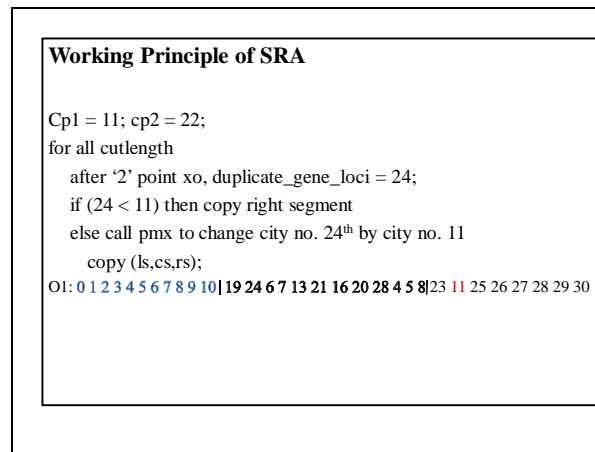 Working Principle of SRA
Cp1 = 11; cp2 = 22;
for all cutlength
after ‘2’ point xo, duplicate_gene_loci = 24;
if (24 < 11) then copy right segment
else call pmx to change city no. 24th by city no. 11
copy (ls,cs,rs);
O1: 0 1 2 3 4 5 6 7 8 9 10| 19 24 6 7 13 21 16 20 28 4 5 8|23 11 25 26 27 28 29 30